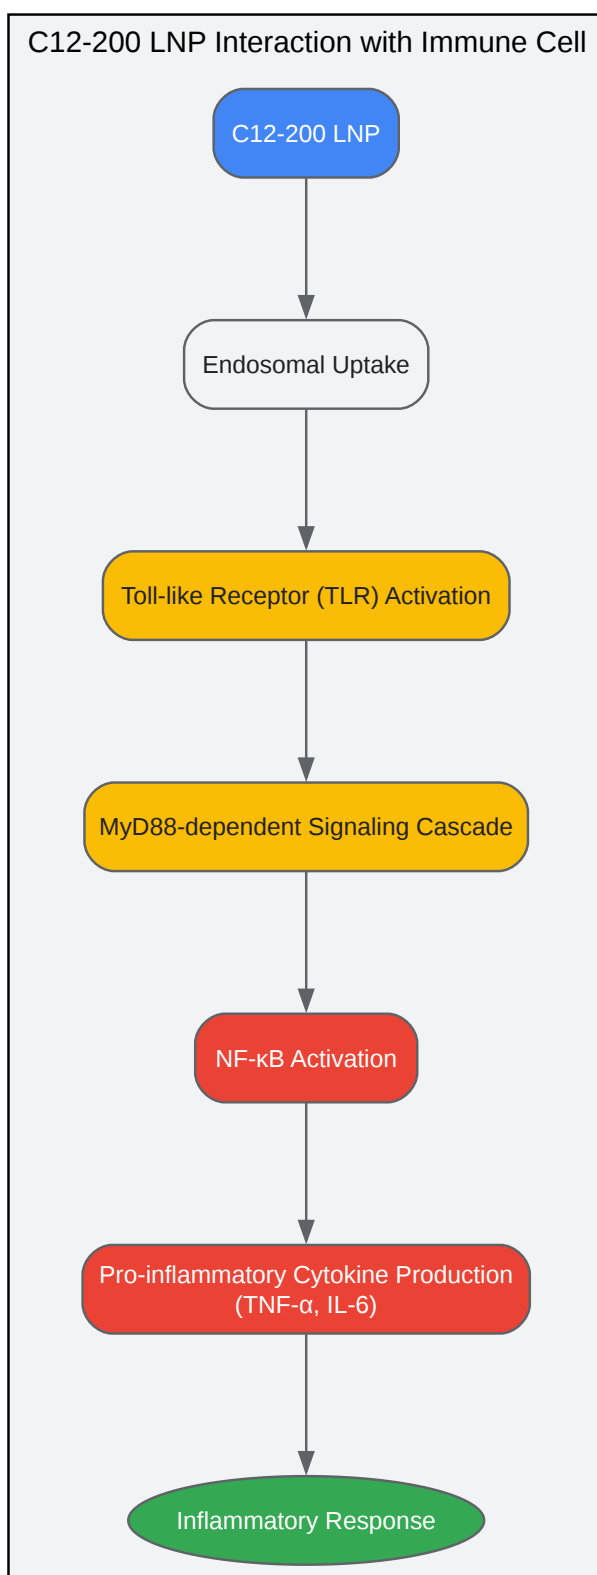 C12-200 LNP Interaction with Immune Cell
C12-200 LNP
Endosomal Uptake
Toll-like Receptor (TLR) Activation
MyD88-dependent Signaling Cascade
NF-κB Activation
Pro-inflammatory Cytokine Production
(TNF-α, IL-6)
Inflammatory Response